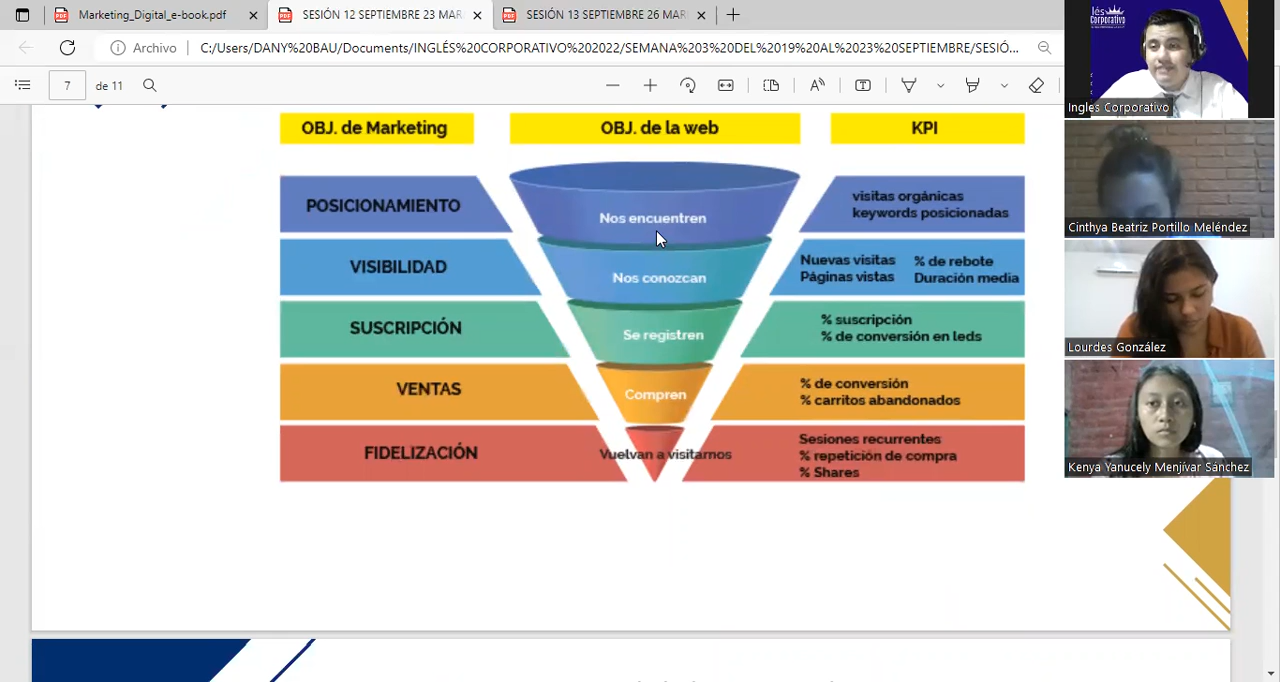 Marketing_Digital_e-book.pdf
SESIÓN 12 SEPTIEMBRE 23 MAR
SESIÓN 13 SEPTIEMBRE 26 MAR
Archivo
C:/Users/DANY%20BAU/Documents/INGLÉS%20CORPORATIVO%202022/SEMANA%203%20DEL%2019%20AL%2023%20SEPTIEMBRE/SESIÓ...
7 de 11
OBJ. de Marketing
OBJ. de la web
KPI
POSICIONAMIENTO
Nos encuentren
visitas orgánicas
keywords posicionadas
VISIBILIDAD
Nos conozcan
Nuevas visitas
Páginas vistas
% de rebote
Duración media
SUSCRIPCIÓN
Se registren
% suscripción
% de conversión en leds
VENTAS
Compren
% de conversión
% carritos abandonados
FIDELIZACIÓN
Vuelvan a visitarnos
Sesiones recurrentes
% repetición de compra
% Shares
lés
Corporativo
Ingles Corporativo
Cinthya Beatriz Portillo Meléndez
Lourdes González
Kenya Yanucely Menjívar Sánchez